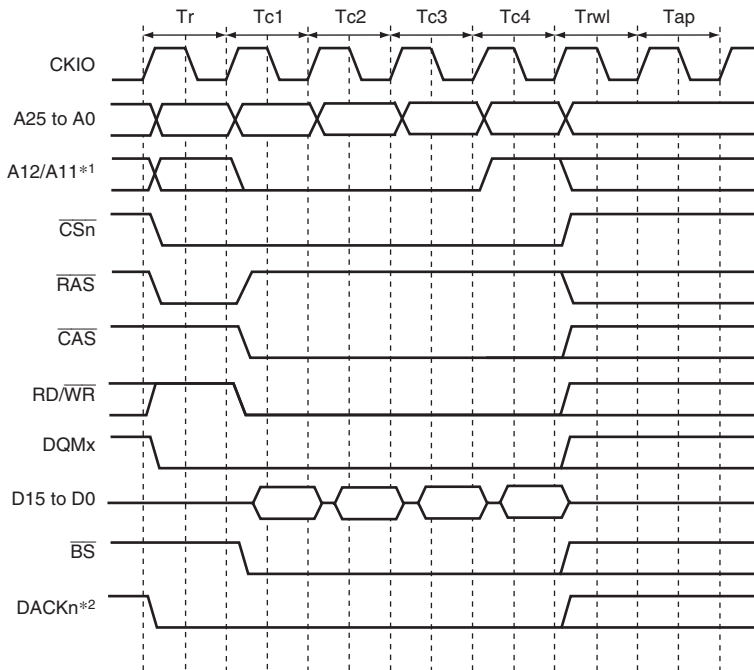 Tr Tc1 Tc2 Tc3 Tc4 Trwl Tap
CKIO
A25 to A0
A12/A11*1
CSn
RAS
CAS
RD/WR
DQMx
D15 to D0
BS
DACKn*2